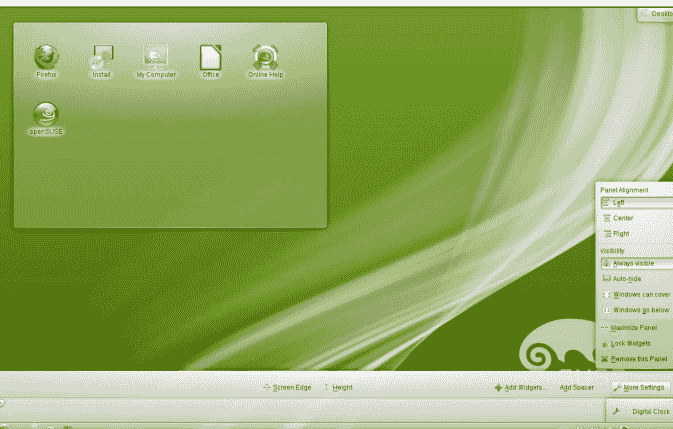 Deskto
Firefox
Install
My Computer
Office
Online Help
openSUSE
Panel Alignment
Left
Center
Right
Visibility
Always visible
Auto-hide
Windows can cover
Windows go below
Maximize Panel
Lock Widgets
Remove this Panel
Screen Edge
Height
Add Widgets...
Add Spacer
More Settings
Digital Clock